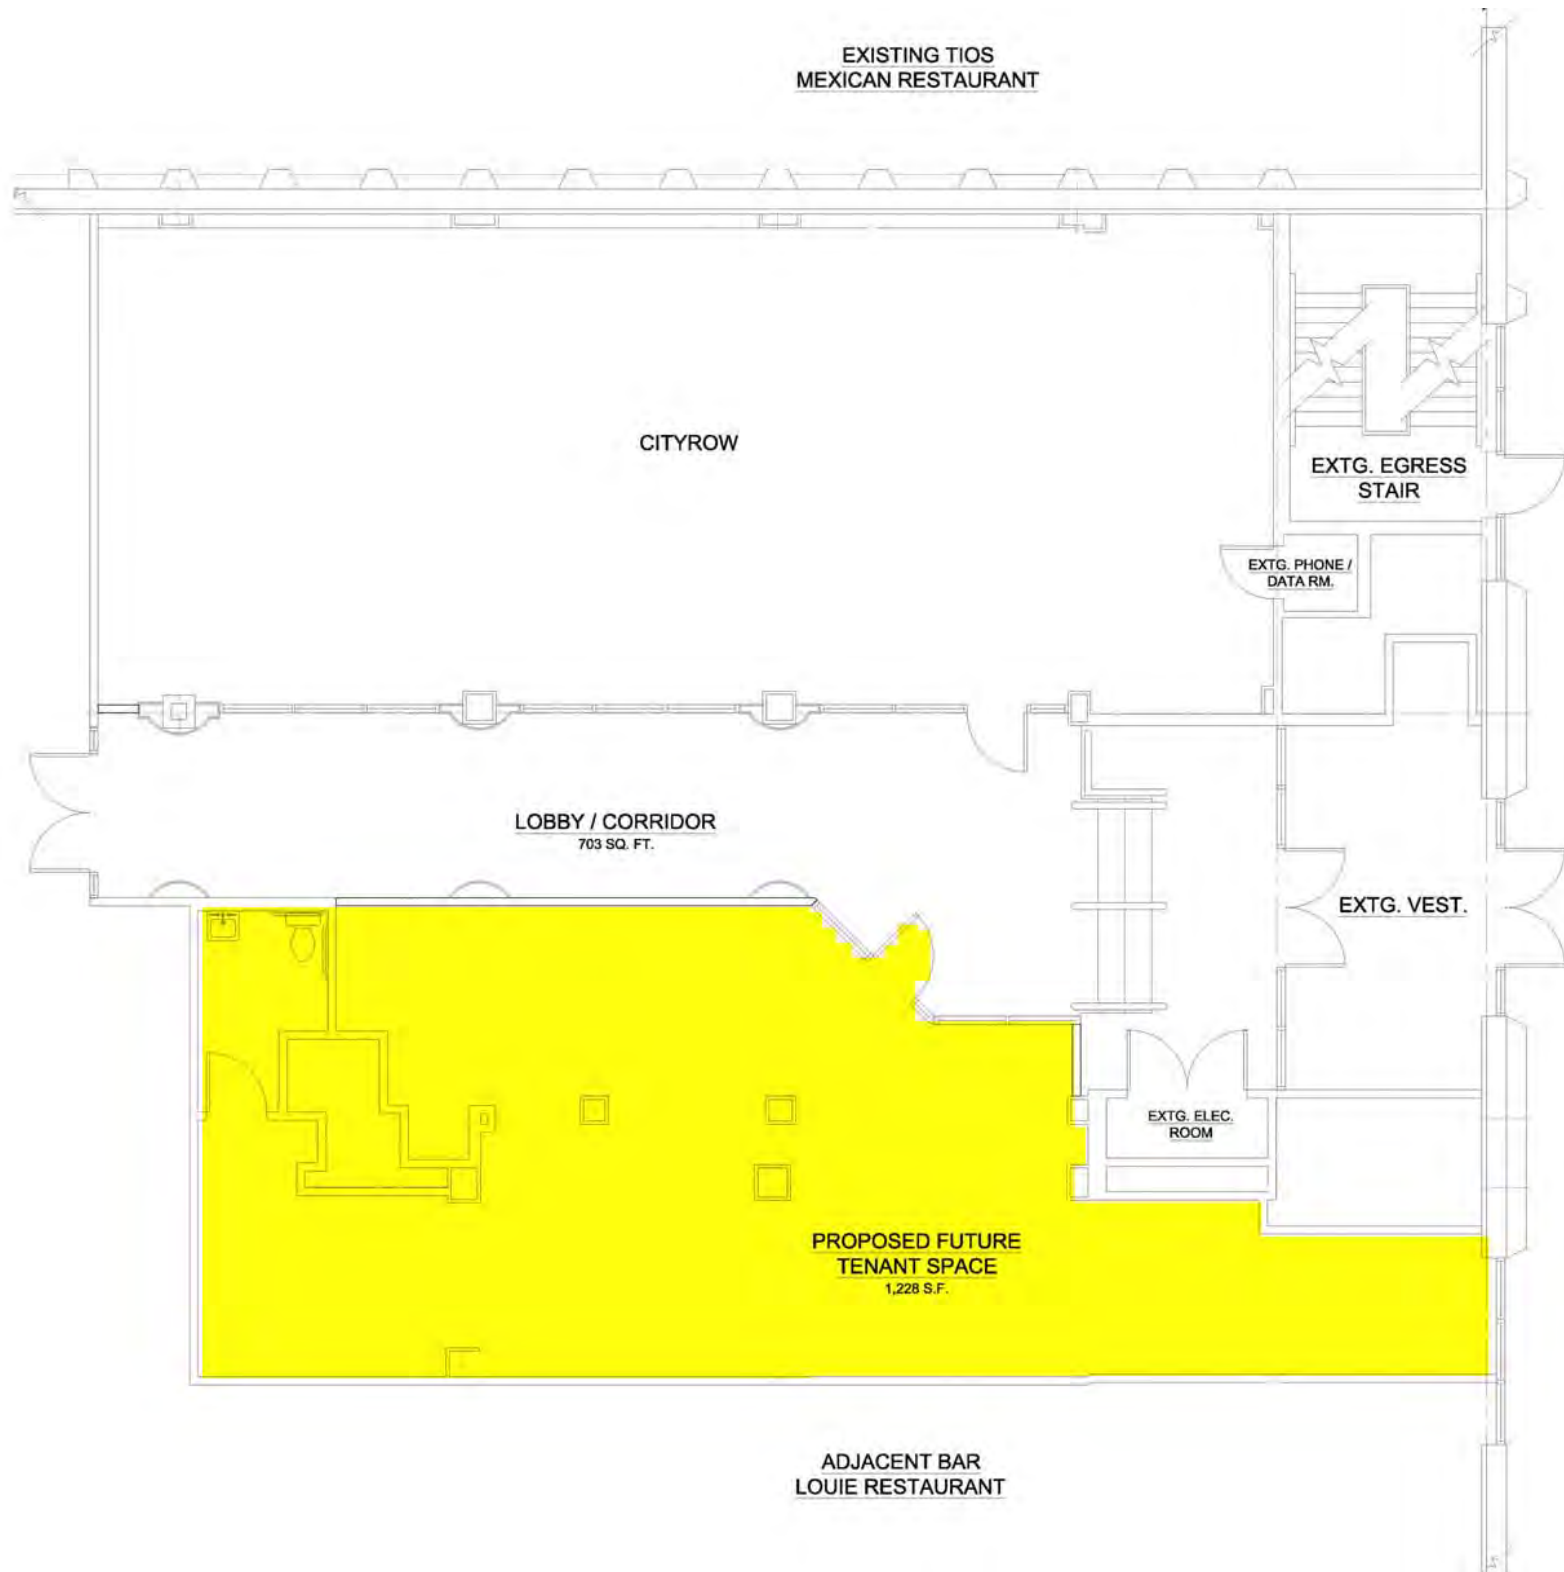 EXISTING TIOS
MEXICAN RESTAURANT
CITYROW
EXTG. EGRESS
STAIR
EXTG. PHONE /
DATA RM.
LOBBY / CORRIDOR
703 SQ. FT.
EXTG. VEST.
EXTG. ELEC.
ROOM
PROPOSED FUTURE
TENANT SPACE
1,228 S.F.
ADJACENT BAR
LOUIE RESTAURANT